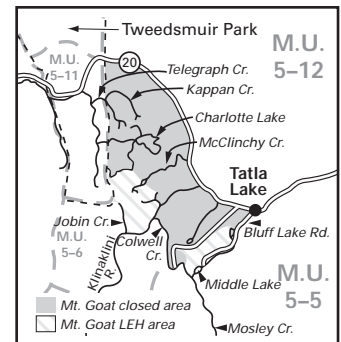 Tweedsmuir Park
M.U.
5–11
20
M.U.
5–12
Telegraph Cr.
Kappan Cr.
Charlotte Lake
McClinchy Cr.
Tatla
Lake
Jobin Cr.
M.U.
5–6
Klinaklini
R.
Colwell
Cr.
Bluff Lake Rd.
Middle Lake
M.U.
5–5
Mt. Goat closed area
Mt. Goat LEH area
Mosley Cr.